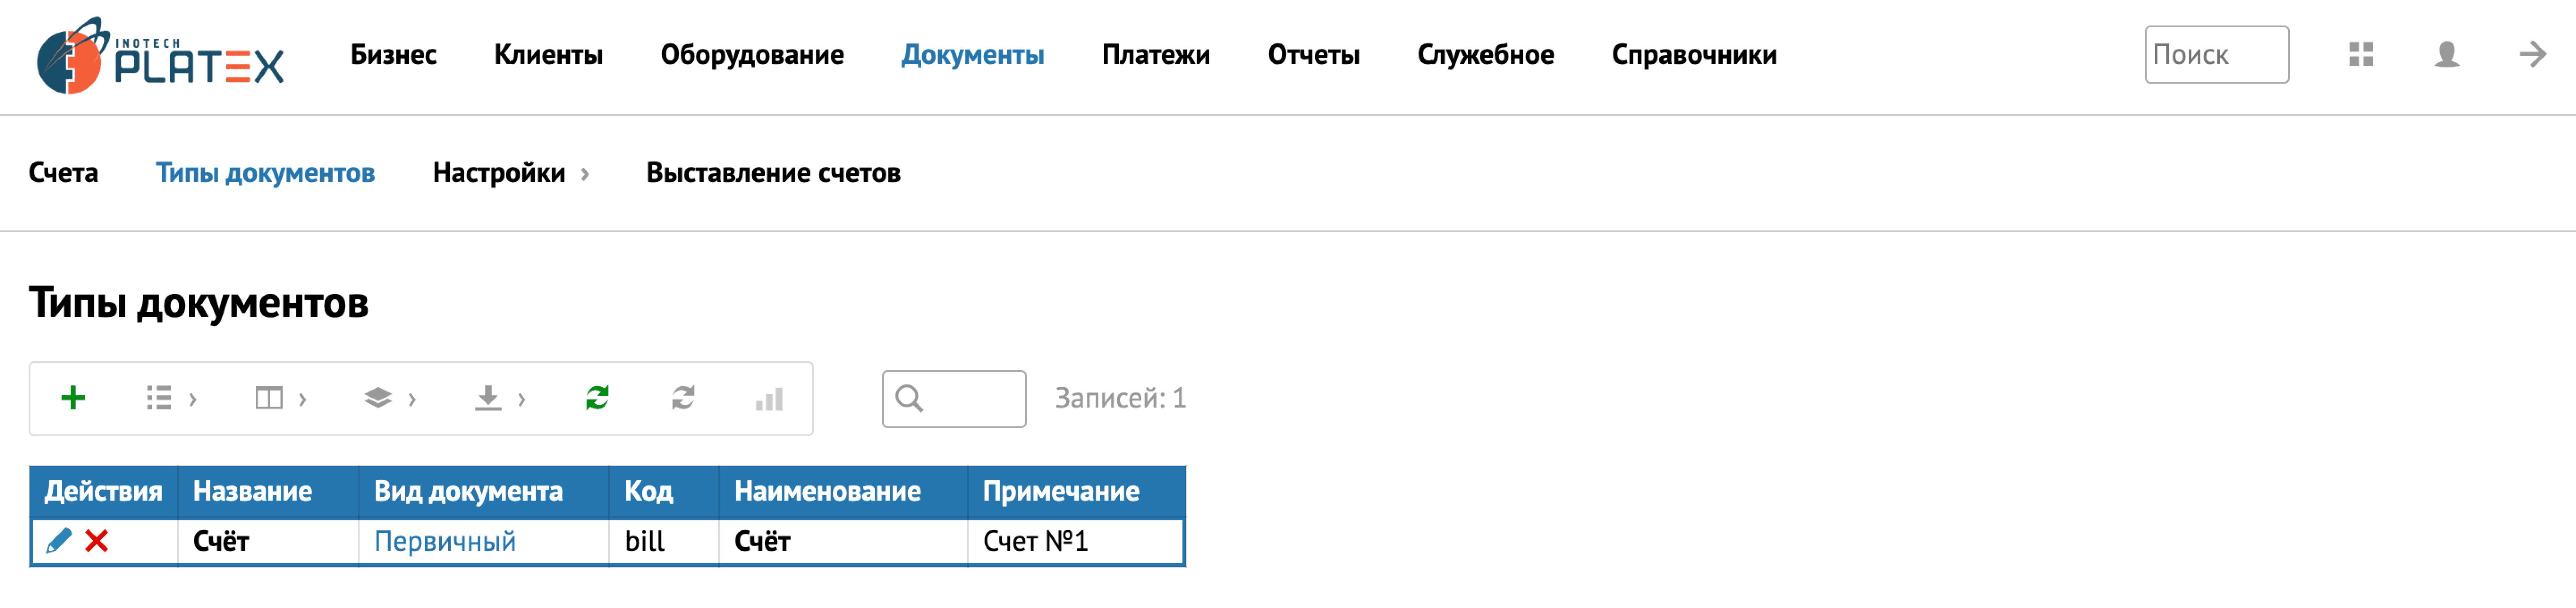 INOTECH
PLATEX
Бизнес Клиенты Оборудование Документы Платежи Отчеты Служебное Справочники Поиск
Счета Типы документов Настройки › Выставление счетов
Типы документов
Записей: 1
Действия Название Вид документа Код Наименование Примечание
Счёт Первичный bill Счёт Счет №1